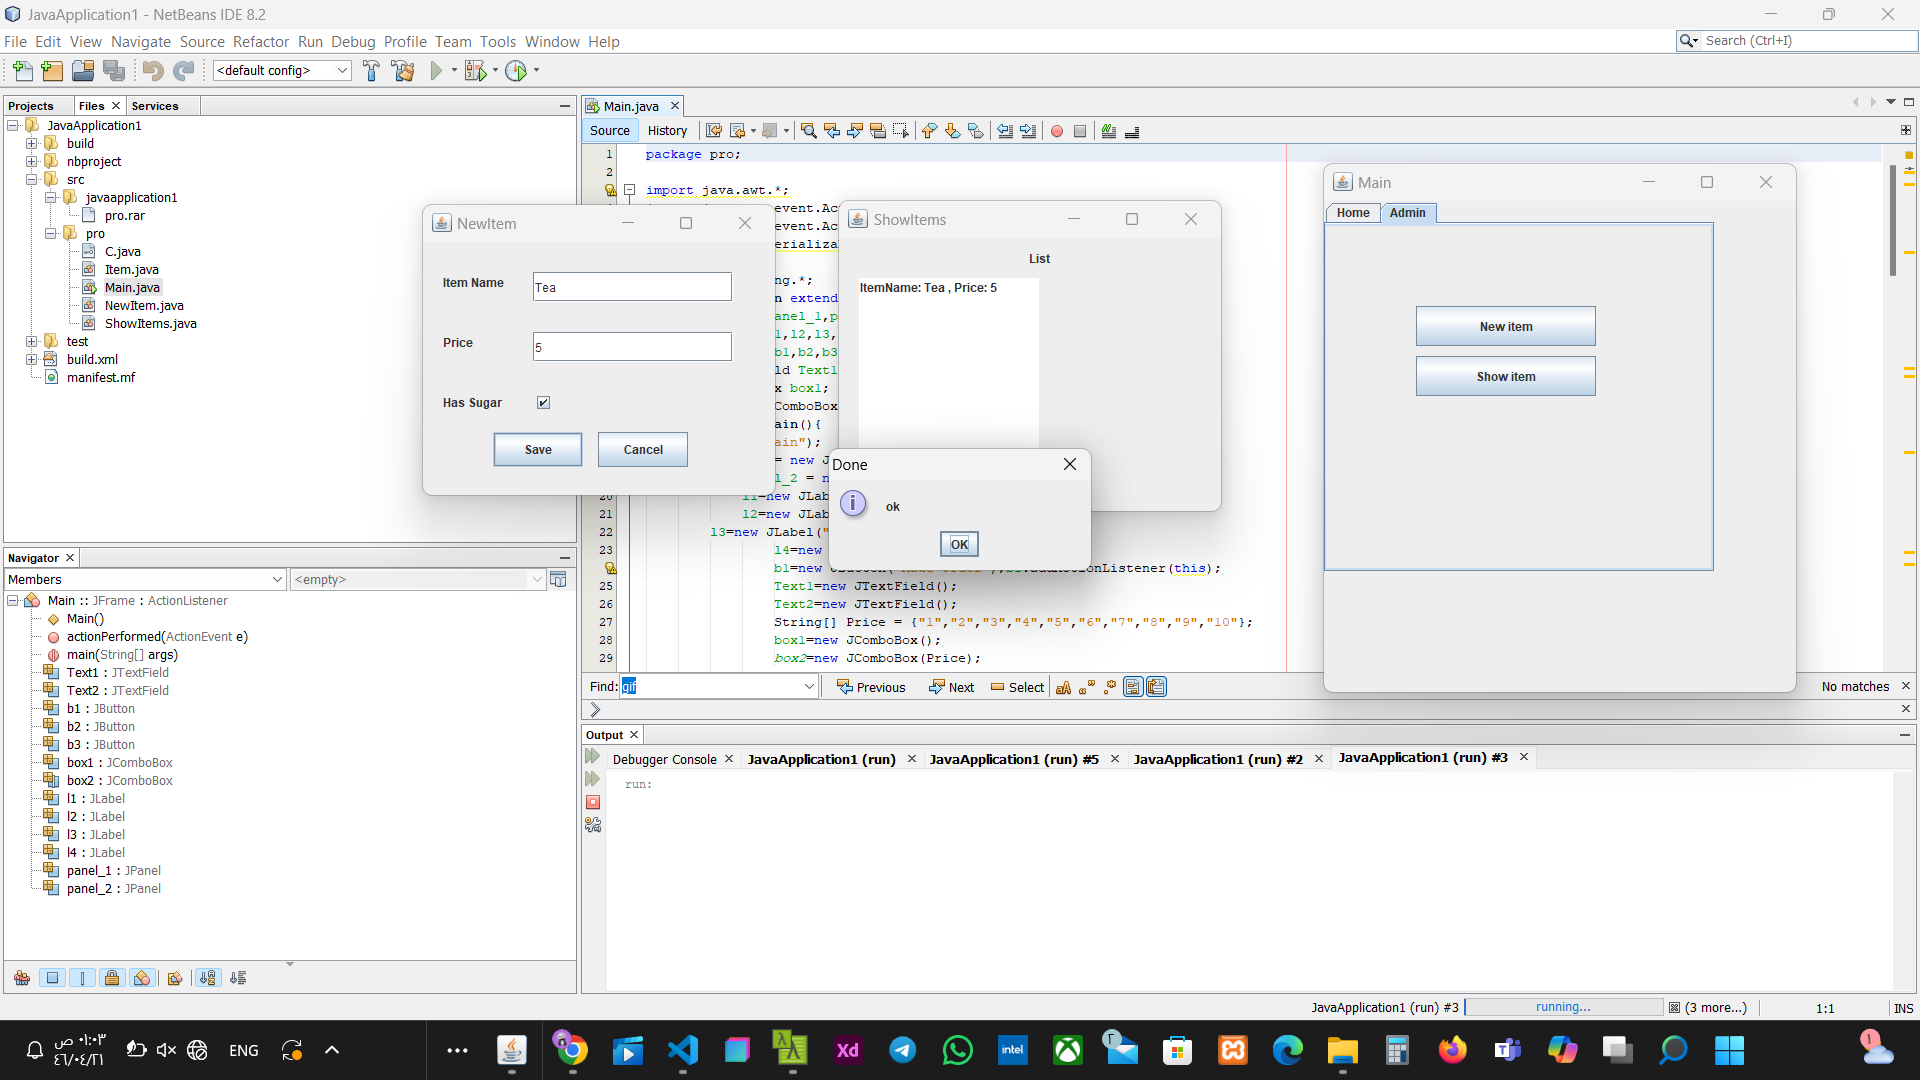 JavaApplication1 - NetBeans IDE 8.2
File Edit View Navigate Source Refactor Run Debug Profile Team Tools Window Help
Search (Ctrl+I)
<default config>
Projects Files Services
JavaApplication1
build
nbproject
src
javaapplication1
pro.rar
pro
C.java
Item.java
Main.java
NewItem.java
ShowItems.java
test
build.xml
manifest.mf
Navigator
Members
<empty>
Main :: JFrame : ActionListener
Main()
actionPerformed(ActionEvent e)
main(String[] args)
Text1 : JTextField
Text2 : JTextField
b1 : JButton
b2 : JButton
b3 : JButton
box1 : JComboBox
box2 : JComboBox
l1 : JLabel
l2 : JLabel
l3 : JLabel
l4 : JLabel
panel_1 : JPanel
panel_2 : JPanel
Main.java
Source History
1 package pro;
2
import java.awt.*;
event.Ac
event.Ac
erializa
ng.*;
n extend
anel_1,p
1,l2,l3,
b1,b2,b3
ld Text1
x box1;
ComboBox
ain(){
ain");
= new J
l_2 = n
20 l1=new JLab
21 l2=new JLab
22 l3=new JLabel("
23 l4=new
b1=new
(this);
25 Text1=new JTextField();
26 Text2=new JTextField();
27 String[] Price = {"1","2","3","4","5","6","7","8","9","10"};
28 box1=new JComboBox();
29 box2=new JComboBox(Price);
NewItem
Item Name Tea
Price 5
Has Sugar
Save Cancel
ShowItems
List
ItemName: Tea , Price: 5
Done
ok
OK
Main
Home Admin
New item
Show item
Find: gif Previous Next Select No matches
Output
Debugger Console JavaApplication1 (run) JavaApplication1 (run) #5 JavaApplication1 (run) #2 JavaApplication1 (run) #3
run:
JavaApplication1 (run) #3 running... (3 more...) 1:1 INS
٠١:٠٣ ص
٤٦/٠٤/٢١
ENG
Xd
intel
٢
1